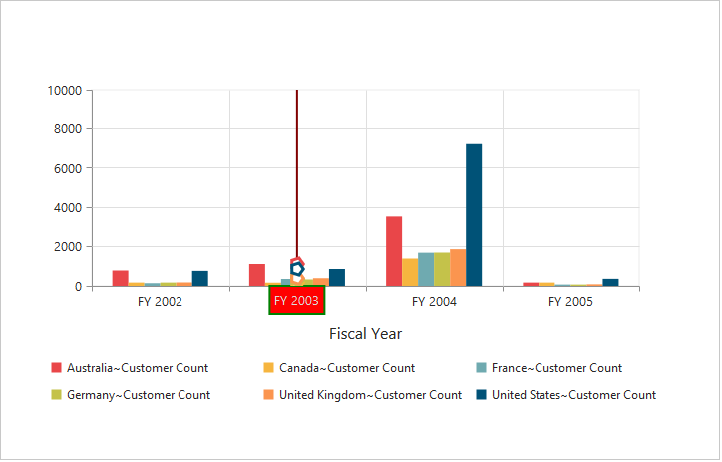 10000
8000
6000
4000
2000
0
FY 2002 FY 2003 FY 2004 FY 2005
Fiscal Year
Australia~Customer Count Canada~Customer Count France~Customer Count
Germany~Customer Count United Kingdom~Customer Count United States~Customer Count